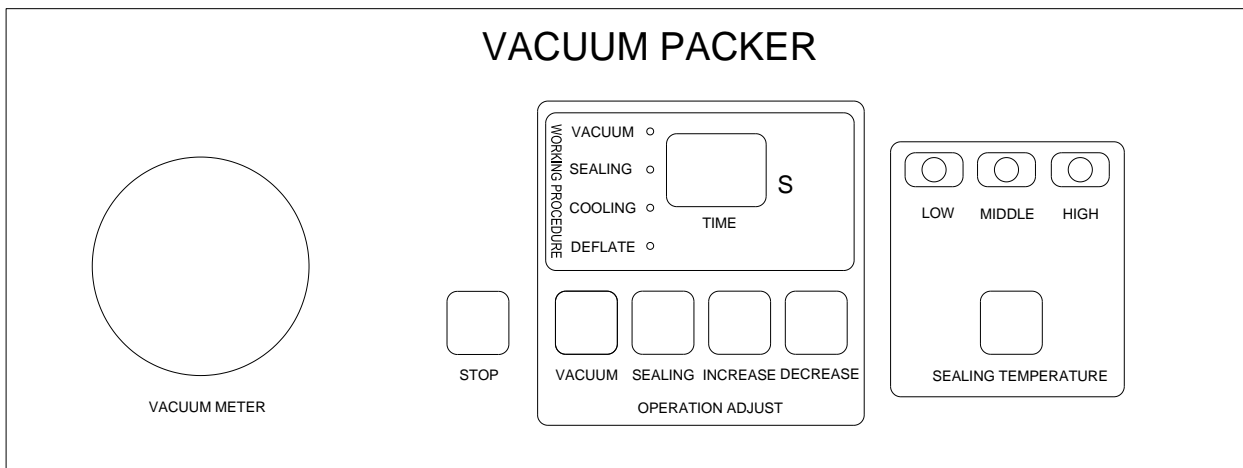 VACUUM PACKER
WORKING PROCEDURE
VACUUM
SEALING
COOLING
DEFLATE
S
TIME
LOW MIDDLE HIGH
STOP
VACUUM SEALING INCREASE DECREASE
OPERATION ADJUST
SEALING TEMPERATURE
VACUUM METER